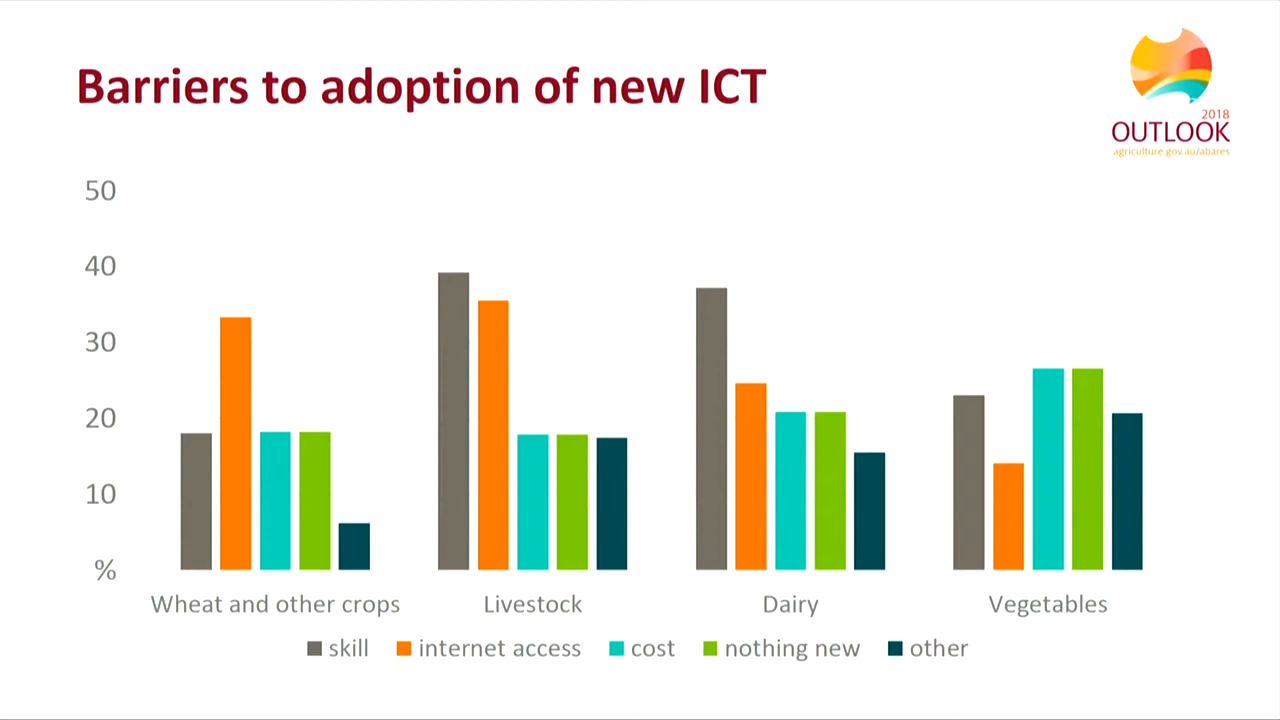 Barriers to adoption of new ICT
2018
OUTLOOK
agriculture.gov.au/abares
50
40
30
20
10
%
Wheat and other crops Livestock Dairy Vegetables
skill internet access cost nothing new other